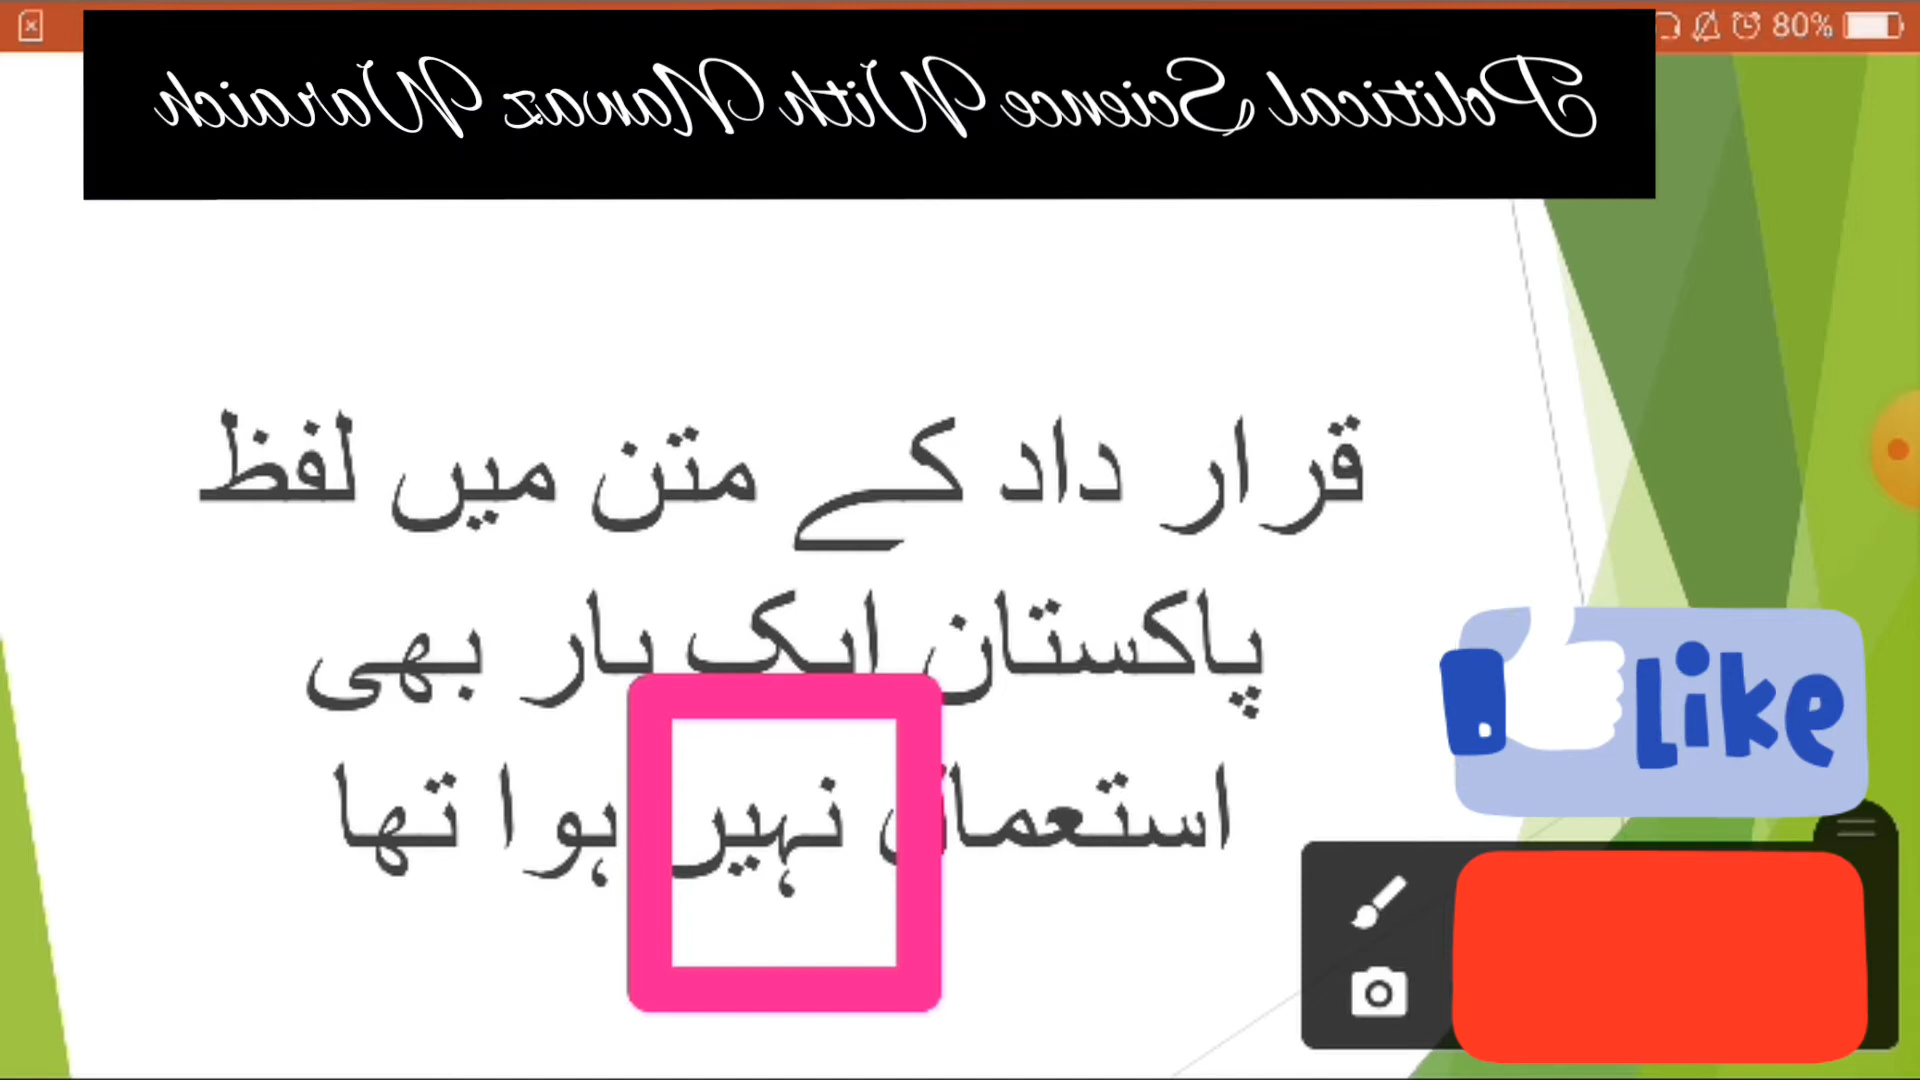 80%
Political Science With Nawaz Waraich
قرار داد کے متن میں لفظ
پاکستان ایک بار بھی
استعمال نہیں ہوا تھا
Like